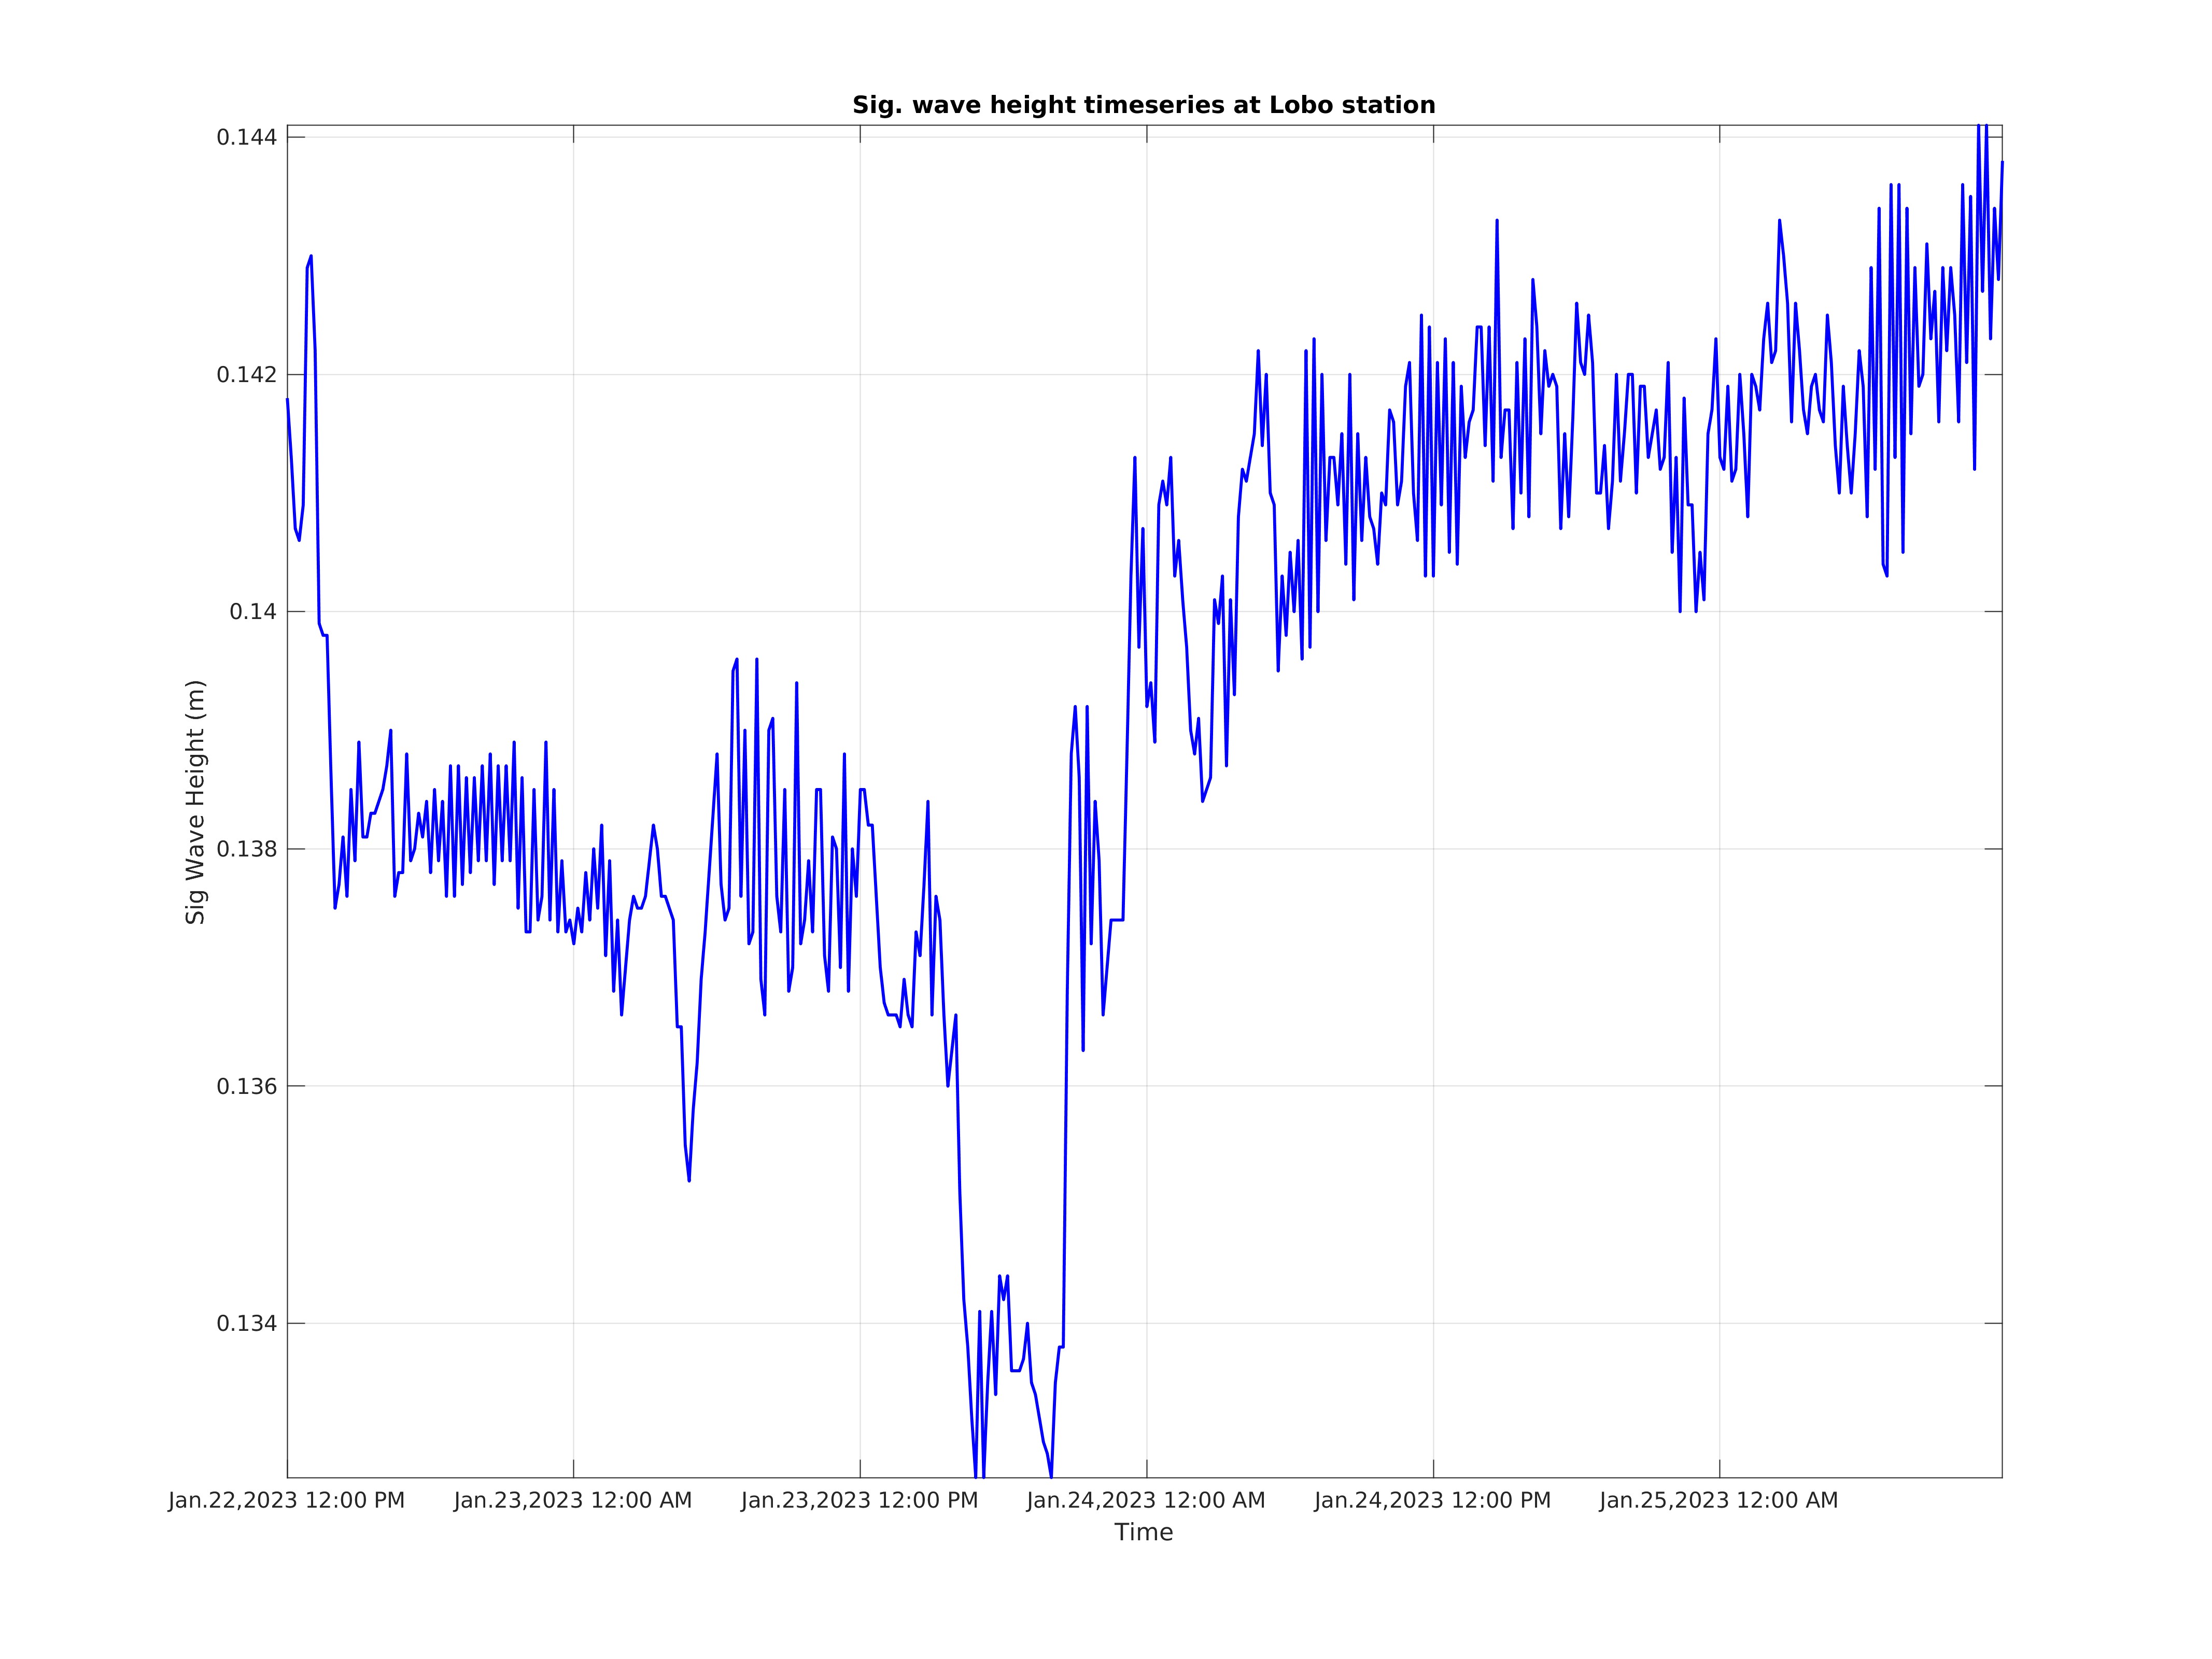 Sig. wave height timeseries at Lobo station
0.144
0.142
0.14
0.138
0.136
0.134
Sig Wave Height (m)
Jan.22,2023 12:00 PM
Jan.23,2023 12:00 AM
Jan.23,2023 12:00 PM
Jan.24,2023 12:00 AM
Jan.24,2023 12:00 PM
Jan.25,2023 12:00 AM
Time